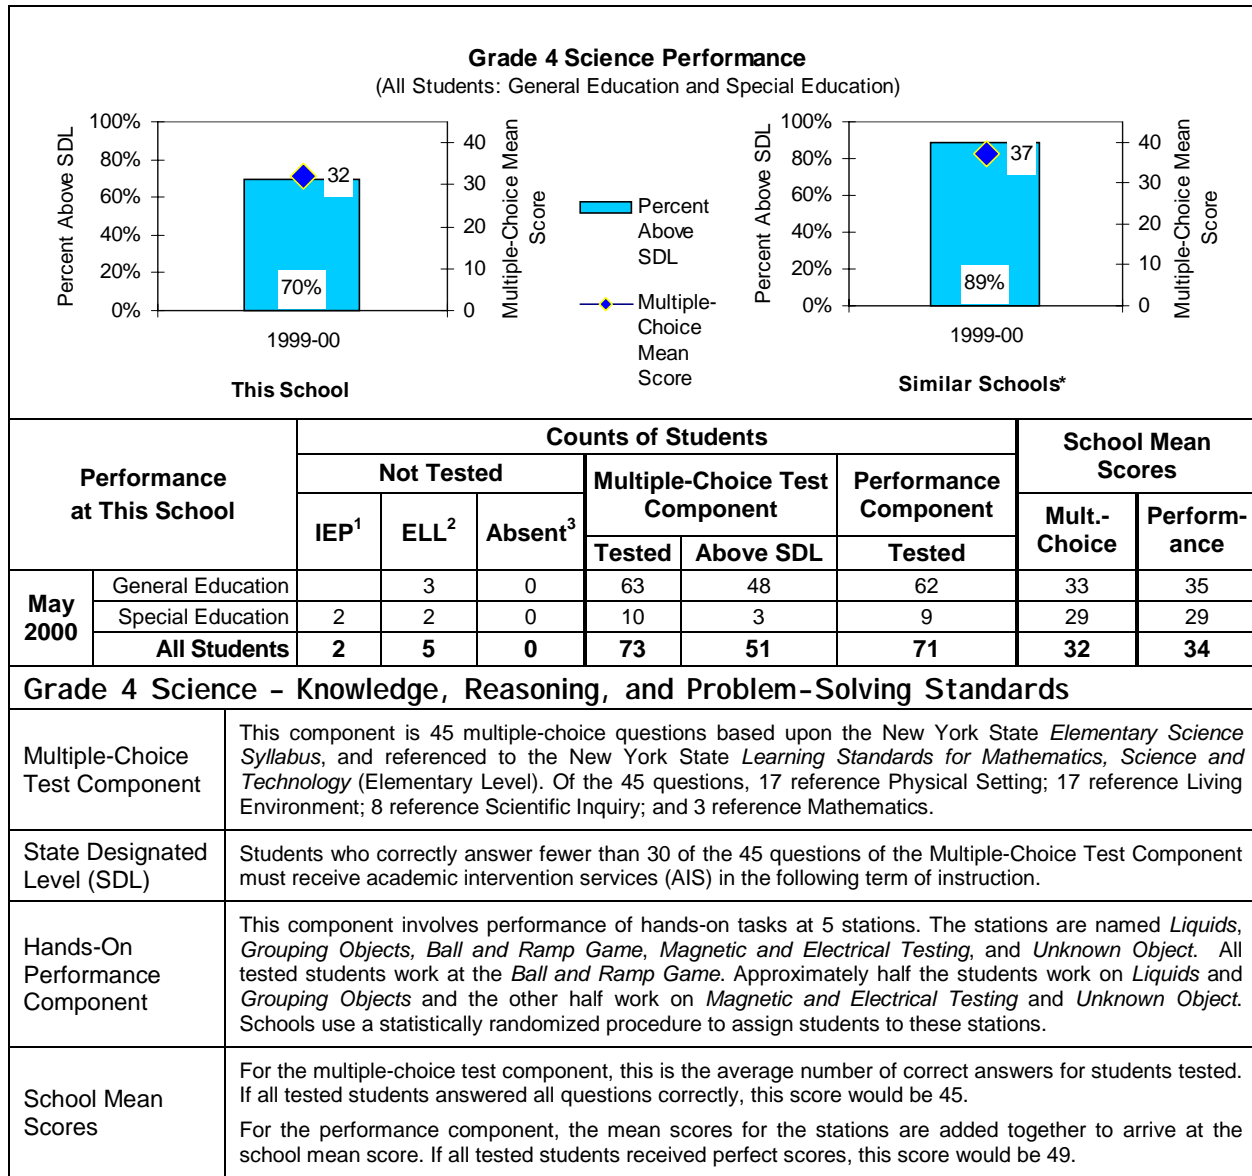 Grade 4 Science Performance
(All Students: General Education and Special Education)
Percent Above SDL
100%
80%
60%
40%
20%
0%
32
70%
40
30
20
10
0
Multiple-Choice Mean
Score
1999-00
This School
Percent
Above
SDL
Multiple-
Choice
Mean
Score
Percent Above SDL
100%
80%
60%
40%
20%
0%
37
89%
40
30
20
10
0
Multiple-Choice Mean
Score
1999-00
Similar Schools*
Performance
at This School
Counts of Students
School Mean
Scores
Not Tested
Multiple-Choice Test
Component
Performance
Component
IEP1 ELL2 Absent3
Tested Above SDL Tested
Mult.-
Choice
Perform-
ance
May
2000
General Education 3 0 63 48 62 33 35
Special Education 2 2 0 10 3 9 29 29
All Students 2 5 0 73 51 71 32 34
Grade 4 Science – Knowledge, Reasoning, and Problem-Solving Standards
Multiple-Choice
Test Component
This component is 45 multiple-choice questions based upon the New York State Elementary Science
Syllabus, and referenced to the New York State Learning Standards for Mathematics, Science and
Technology (Elementary Level). Of the 45 questions, 17 reference Physical Setting; 17 reference Living
Environment; 8 reference Scientific Inquiry; and 3 reference Mathematics.
State Designated
Level (SDL)
Students who correctly answer fewer than 30 of the 45 questions of the Multiple-Choice Test Component
must receive academic intervention services (AIS) in the following term of instruction.
Hands-On
Performance
Component
This component involves performance of hands-on tasks at 5 stations. The stations are named Liquids,
Grouping Objects, Ball and Ramp Game, Magnetic and Electrical Testing, and Unknown Object. All
tested students work at the Ball and Ramp Game. Approximately half the students work on Liquids and
Grouping Objects and the other half work on Magnetic and Electrical Testing and Unknown Object.
Schools use a statistically randomized procedure to assign students to these stations.
School Mean
Scores
For the multiple-choice test component, this is the average number of correct answers for students tested.
If all tested students answered all questions correctly, this score would be 45.
For the performance component, the mean scores for the stations are added together to arrive at the
school mean score. If all tested students received perfect scores, this score would be 49.